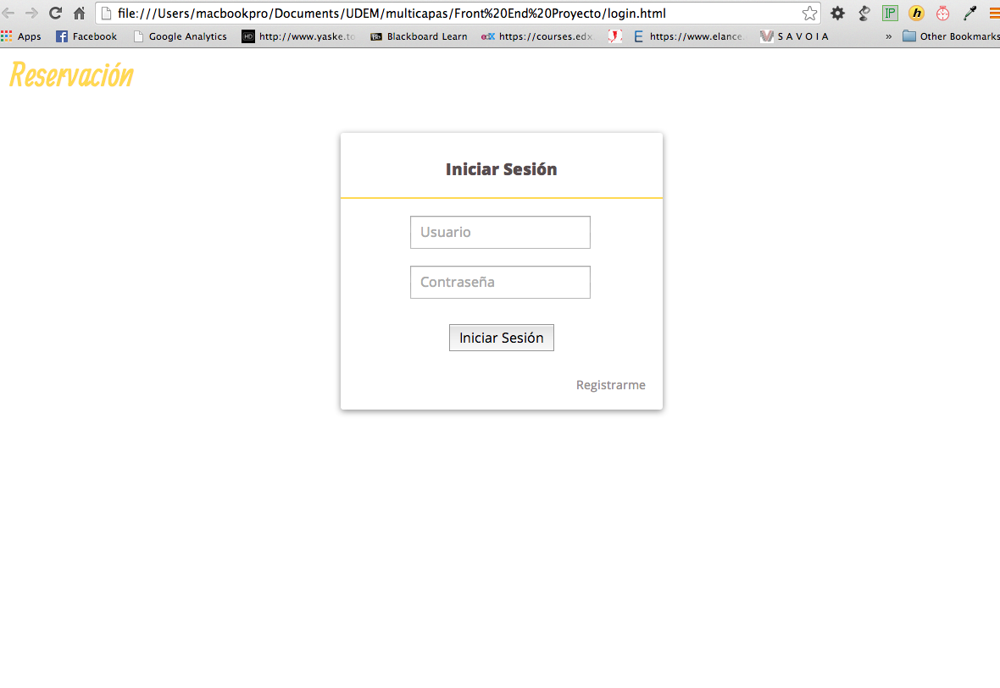 file:///Users/macbookpro/Documents/UDEM/multicapas/Front%20End%20Proyecto/login.html
Apps Facebook Google Analytics http://www.yaske.to Blackboard Learn edX https://courses.edx https://www.elance. S A V O I A » Other Bookmarks
Reservación
Iniciar Sesión
Usuario
Contraseña
Iniciar Sesión
Registrarme